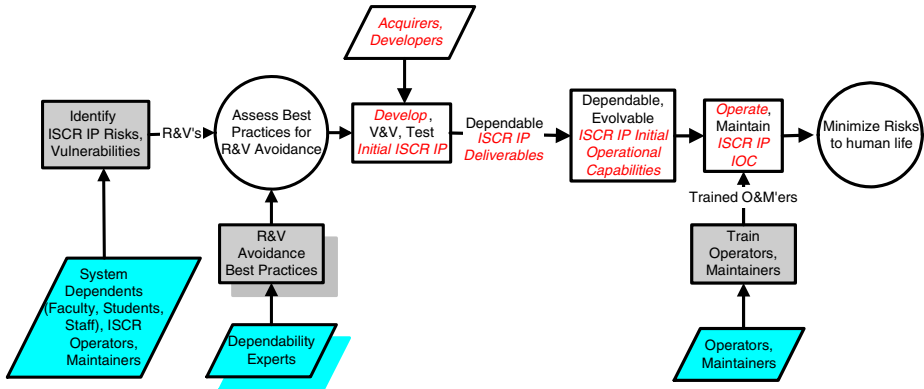 Acquirers,
Developers
Identify
ISCR IP Risks,
Vulnerabilities
R&V's
Assess Best
Practices for
R&V Avoidance
Develop,
V&V, Test
Initial ISCR IP
Dependable
ISCR IP
Deliverables
Dependable,
Evolvable
ISCR IP Initial
Operational
Capabilities
Operate,
Maintain
ISCR IP
IOC
Minimize Risks
to human life
Trained O&M'ers
R&V
Avoidance
Best Practices
Train
Operators,
Maintainers
System
Dependents
(Faculty, Students,
Staff), ISCR
Operators,
Maintainers
Dependability
Experts
Operators,
Maintainers